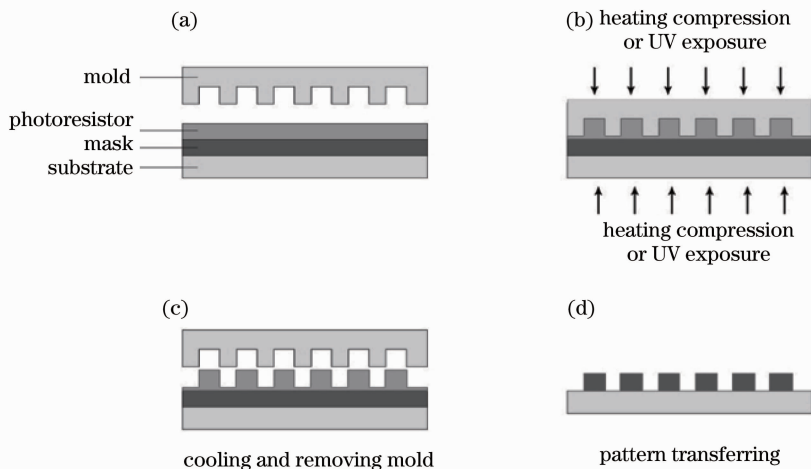 (a)
mold
photoresistor
mask
substrate
(b)
heating compression
or UV exposure
heating compression
or UV exposure
(c)
cooling and removing mold
(d)
pattern transferring